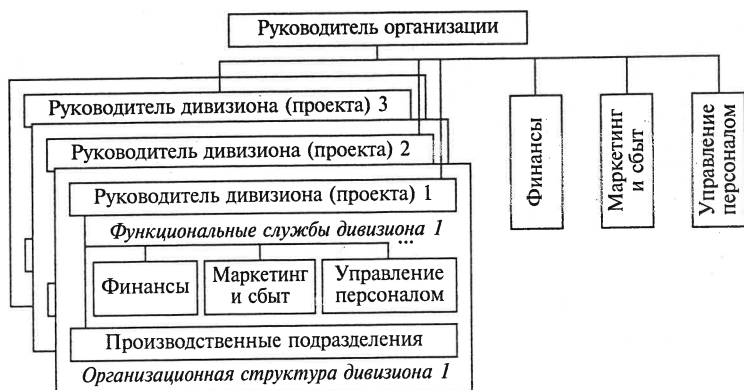 Руководитель организации
Руководитель дивизиона (проекта) 3
Руководитель дивизиона (проекта) 2
Руководитель дивизиона (проекта) 1
Функциональные службы дивизиона 1
...
Финансы
Маркетинг
и сбыт
Управление
персоналом
Производственные подразделения
Организационная структура дивизиона 1
Финансы
Маркетинг
и сбыт
Управление
персоналом